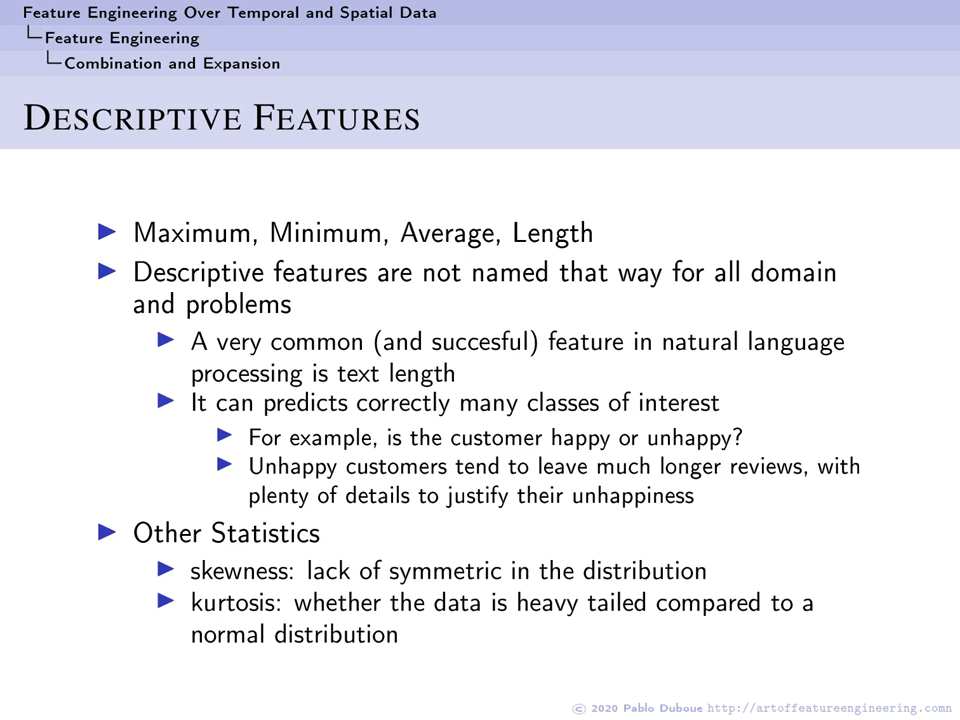 Feature Engineering Over Temporal and Spatial Data
Feature Engineering
Combination and Expansion
DESCRIPTIVE FEATURES
Maximum, Minimum, Average, Length
Descriptive features are not named that way for all domain
and problems
A very common (and succesful) feature in natural language
processing is text length
It can predicts correctly many classes of interest
For example, is the customer happy or unhappy?
Unhappy customers tend to leave much longer reviews, with
plenty of details to justify their unhappiness
Other Statistics
skewness: lack of symmetric in the distribution
kurtosis: whether the data is heavy tailed compared to a
normal distribution
© 2020 Pablo Duboue http://artoffeatureengineering.comn